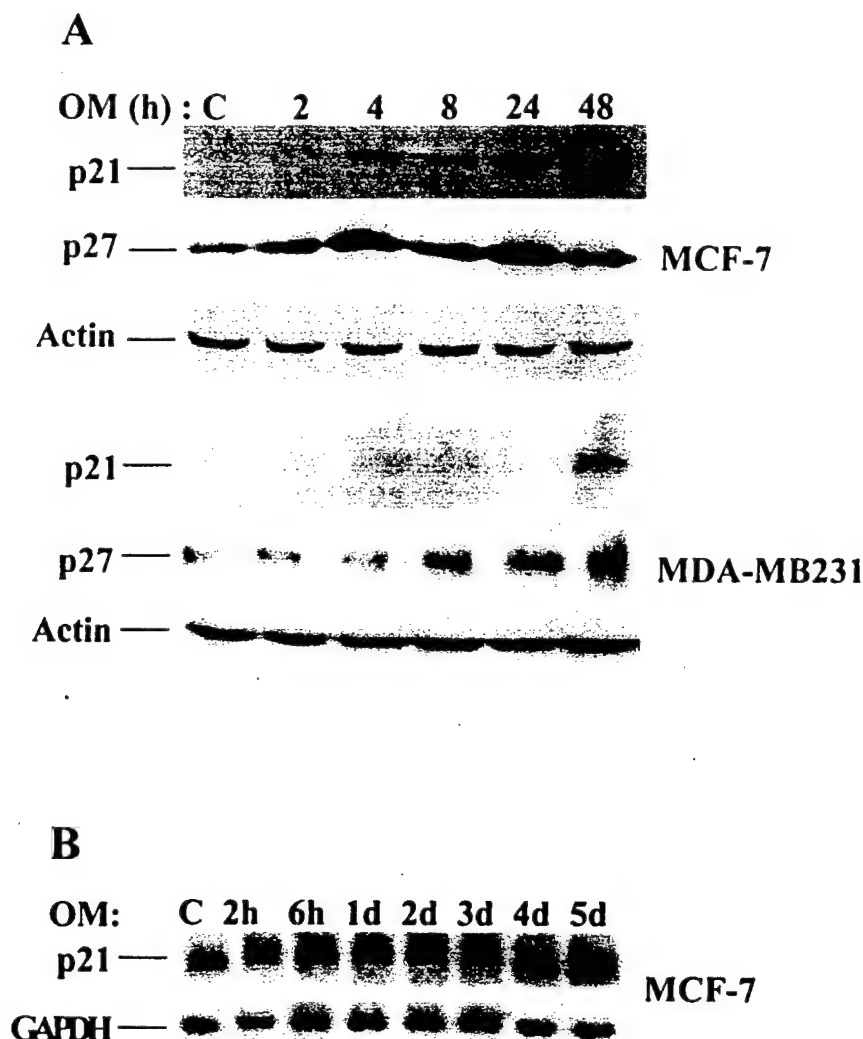 A
OM (h) : C 2 4 8 24 48
p21
p27
MCF-7
Actin
p21
p27
MDA-MB231
Actin
B
OM: C 2h 6h 1d 2d 3d 4d 5d
p21
MCF-7
GAPDH